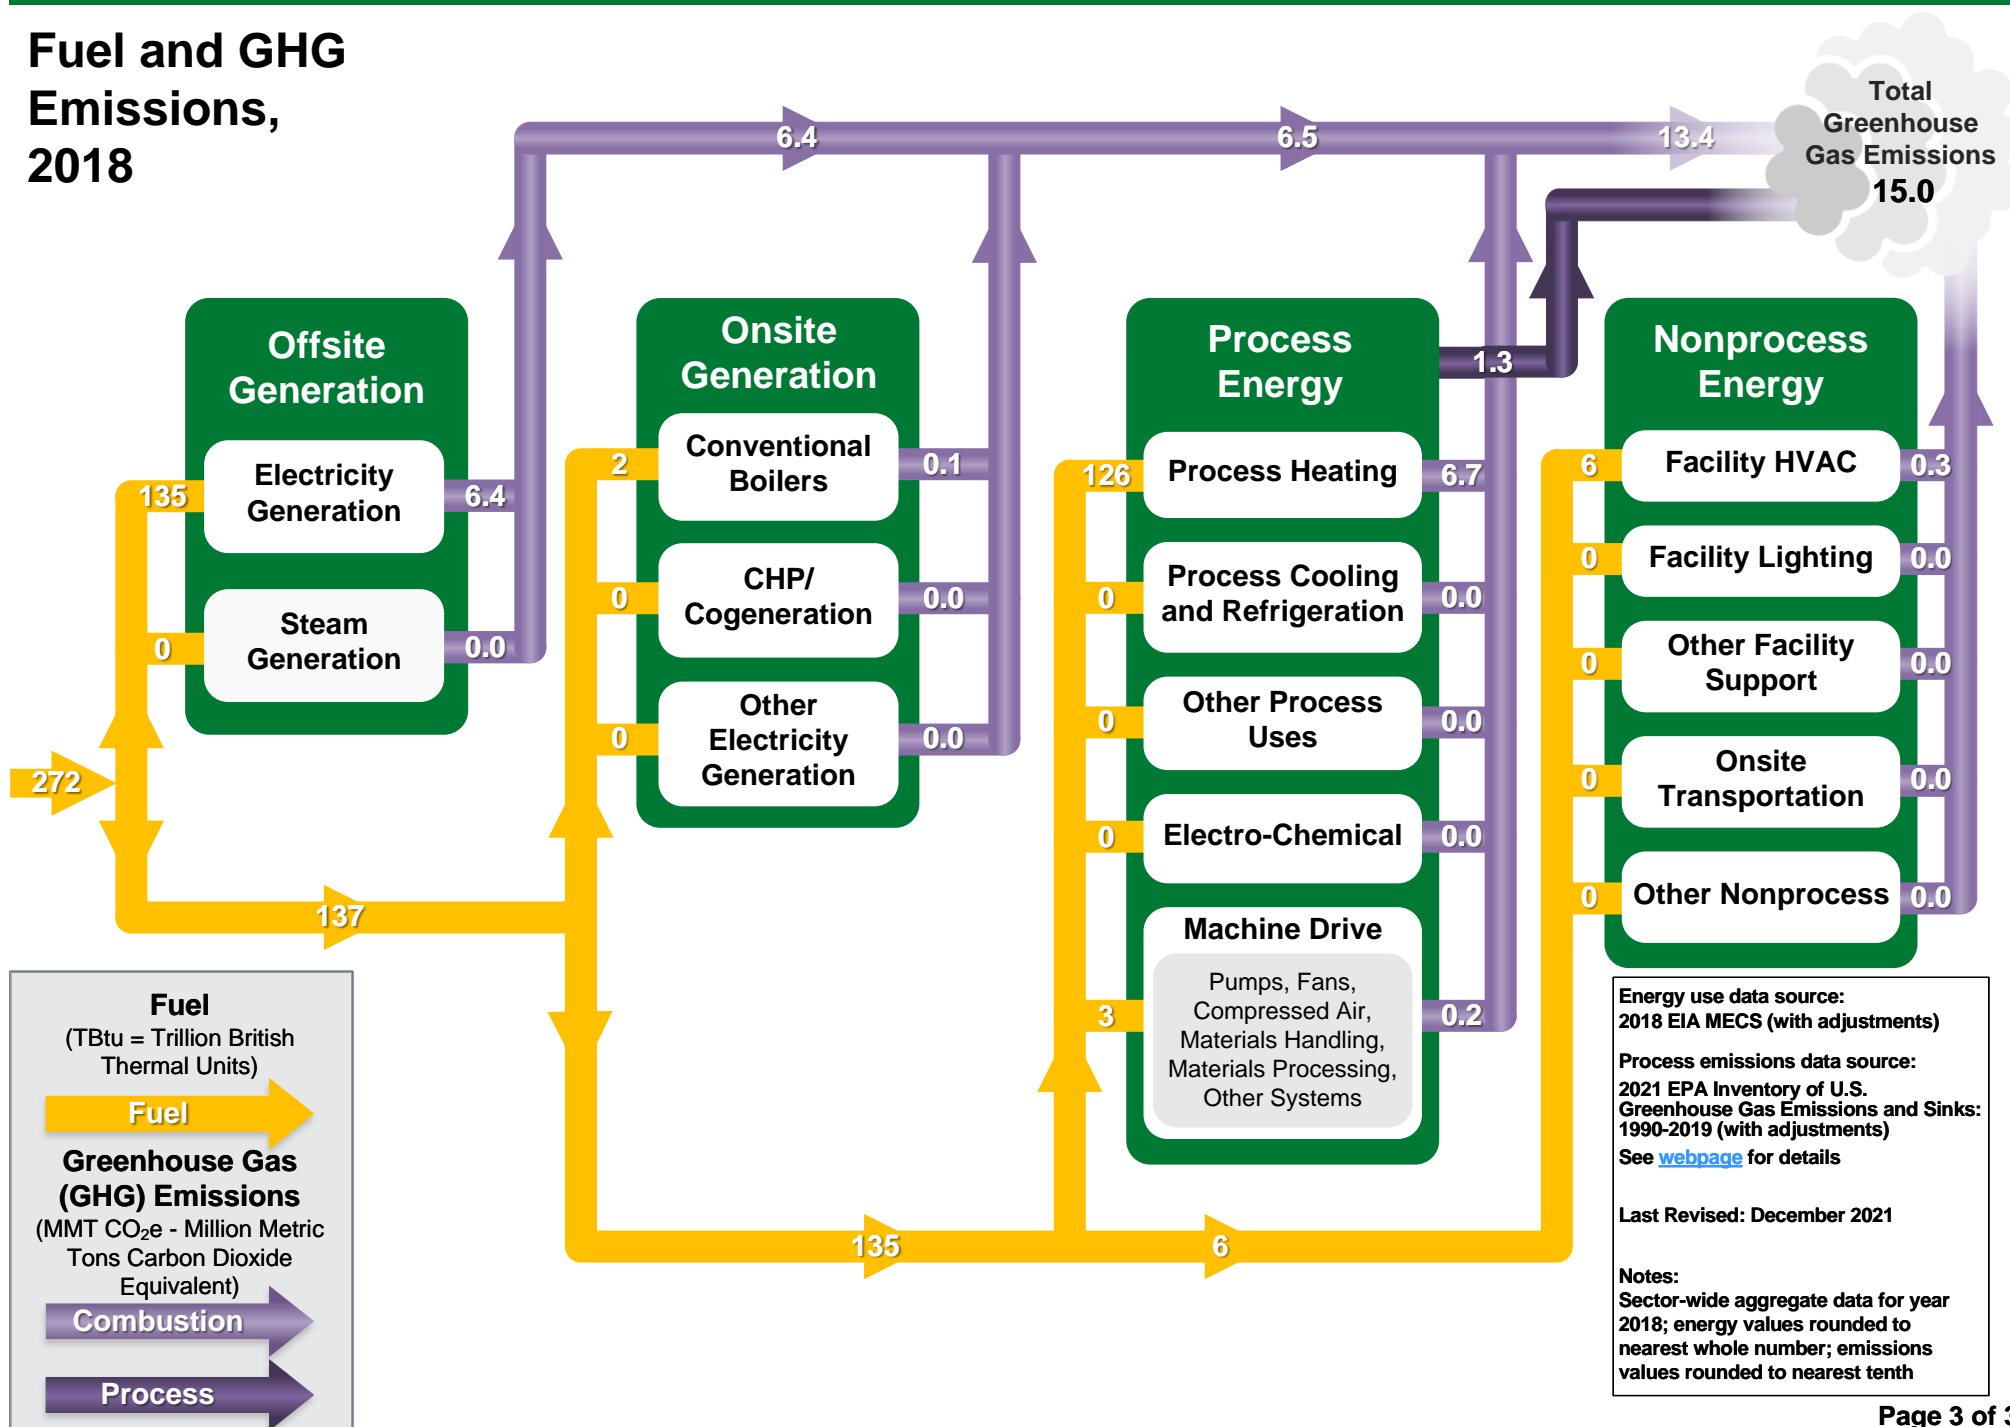 Fuel and GHG
Emissions,
2018
6.4
6.5
13.4
Total
Greenhouse
Gas Emissions
15.0
Offsite
Generation
135
Electricity
Generation
6.4
0
Steam
Generation
0.0
272
137
Onsite
Generation
2
Conventional
Boilers
0.1
0
CHP/
Cogeneration
0.0
0
Other
Electricity
Generation
0.0
Process
Energy
1.3
126
Process Heating
6.7
0
Process Cooling
and Refrigeration
0.0
0
Other Process
Uses
0.0
0
Electro-Chemical
0.0
Machine Drive
3
Pumps, Fans,
Compressed Air,
Materials Handling,
Materials Processing,
Other Systems
0.2
Nonprocess
Energy
6
Facility HVAC
0.3
0
Facility Lighting
0.0
0
Other Facility
Support
0.0
0
Onsite
Transportation
0.0
0
Other Nonprocess
0.0
135
6
Fuel
(TBtu = Trillion British
Thermal Units)
Fuel
Greenhouse Gas
(GHG) Emissions
(MMT CO₂e - Million Metric
Tons Carbon Dioxide
Equivalent)
Combustion
Process
Energy use data source:
2018 EIA MECS (with adjustments)
Process emissions data source:
2021 EPA Inventory of U.S.
Greenhouse Gas Emissions and Sinks:
1990-2019 (with adjustments)
See webpage for details
Last Revised: December 2021
Notes:
Sector-wide aggregate data for year
2018; energy values rounded to
nearest whole number; emissions
values rounded to nearest tenth
Page 3 of 3